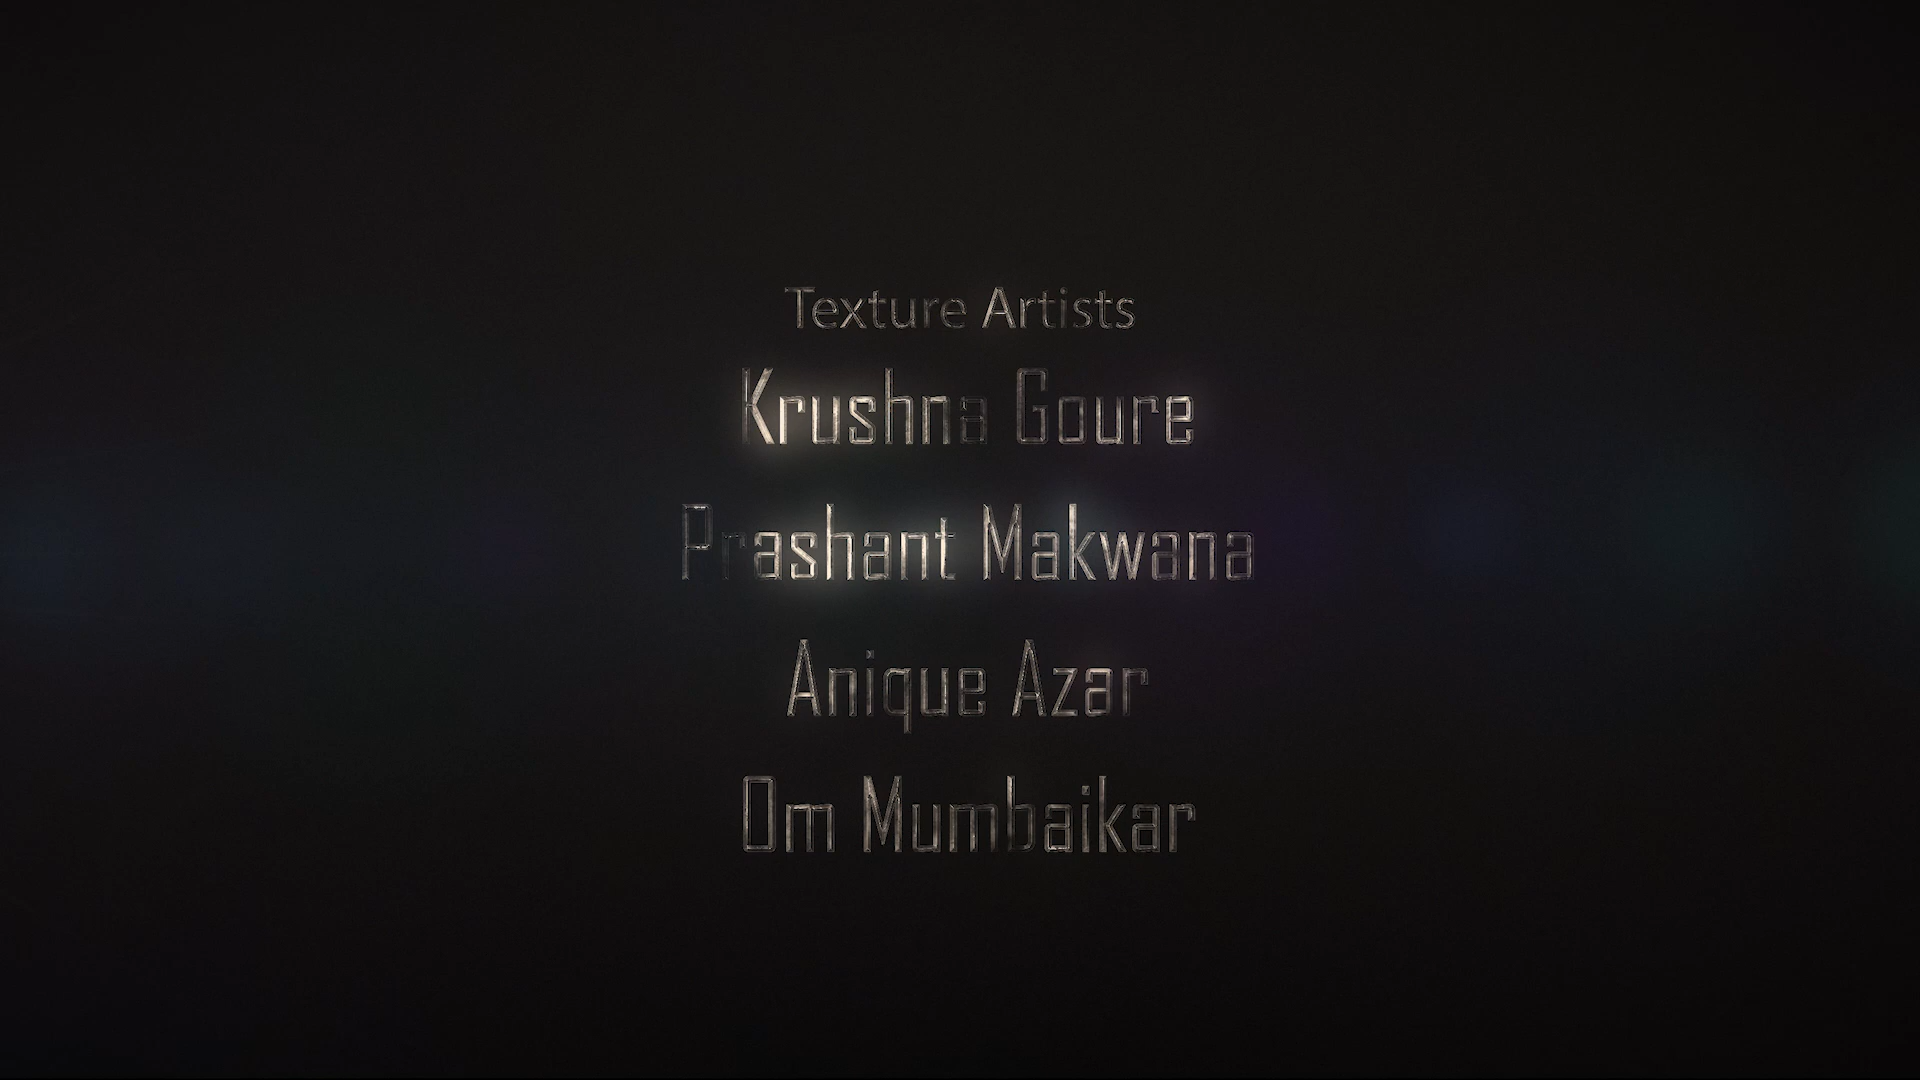 Texture Artists
Krushna Goure
Prashant Makwana
Anique Azar
Om Mumbaikar